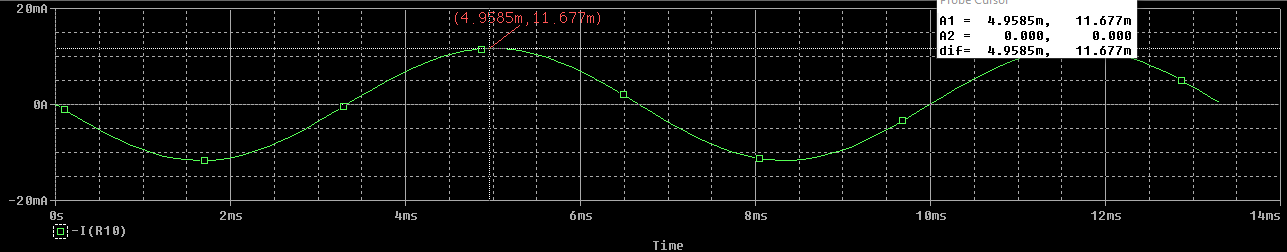 Probe Cursor
20mA
(4.9585m,11.677m)
A1 = 4.9585m, 11.677m
A2 = 0.000, 0.000
dif= 4.9585m, 11.677m
0A
-20mA
0s 2ms 4ms 6ms 8ms 10ms 12ms 14ms
-I(R10)
Time